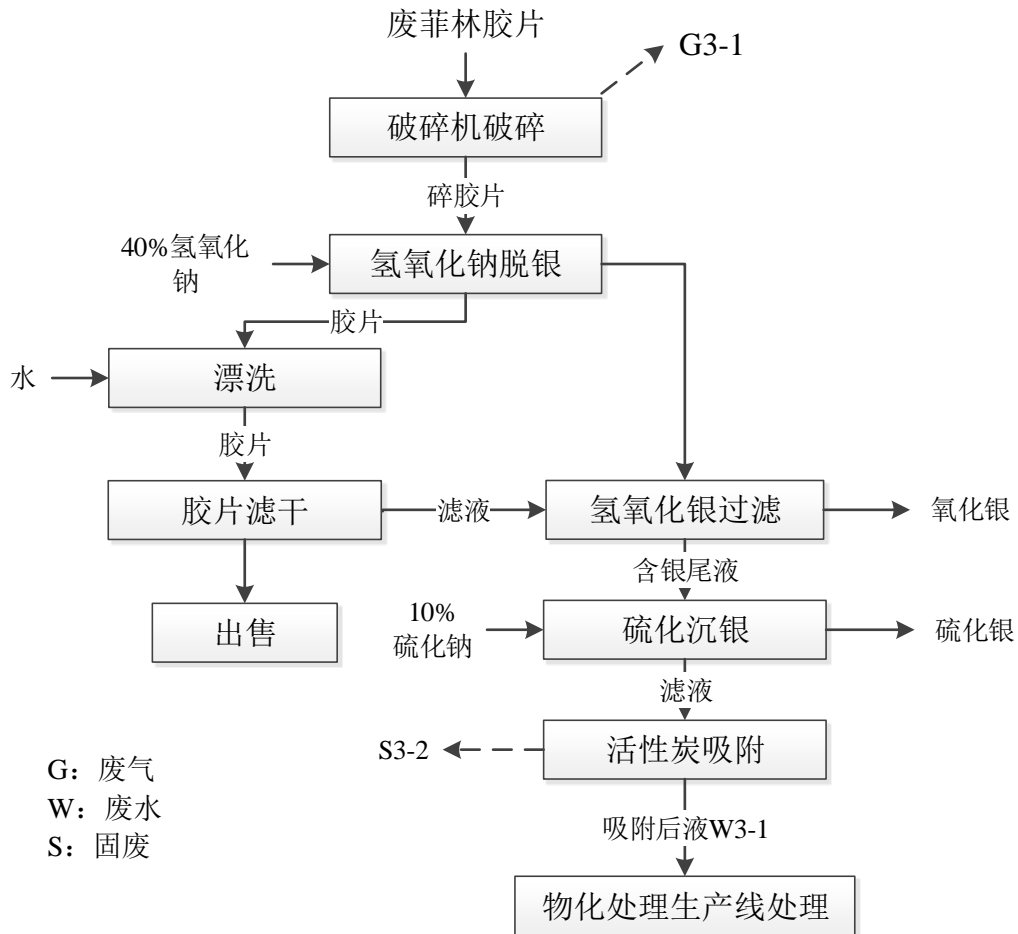 废菲林胶片
G3-1
破碎机破碎
碎胶片
40%氢氧化
钠
氢氧化钠脱银
胶片
水
漂洗
胶片
胶片滤干
滤液
氢氧化银过滤
氧化银
含银尾液
出售
10%
硫化钠
硫化沉银
硫化银
滤液
S3-2
活性炭吸附
G：废气
W：废水
S：固废
吸附后液W3-1
物化处理生产线处理